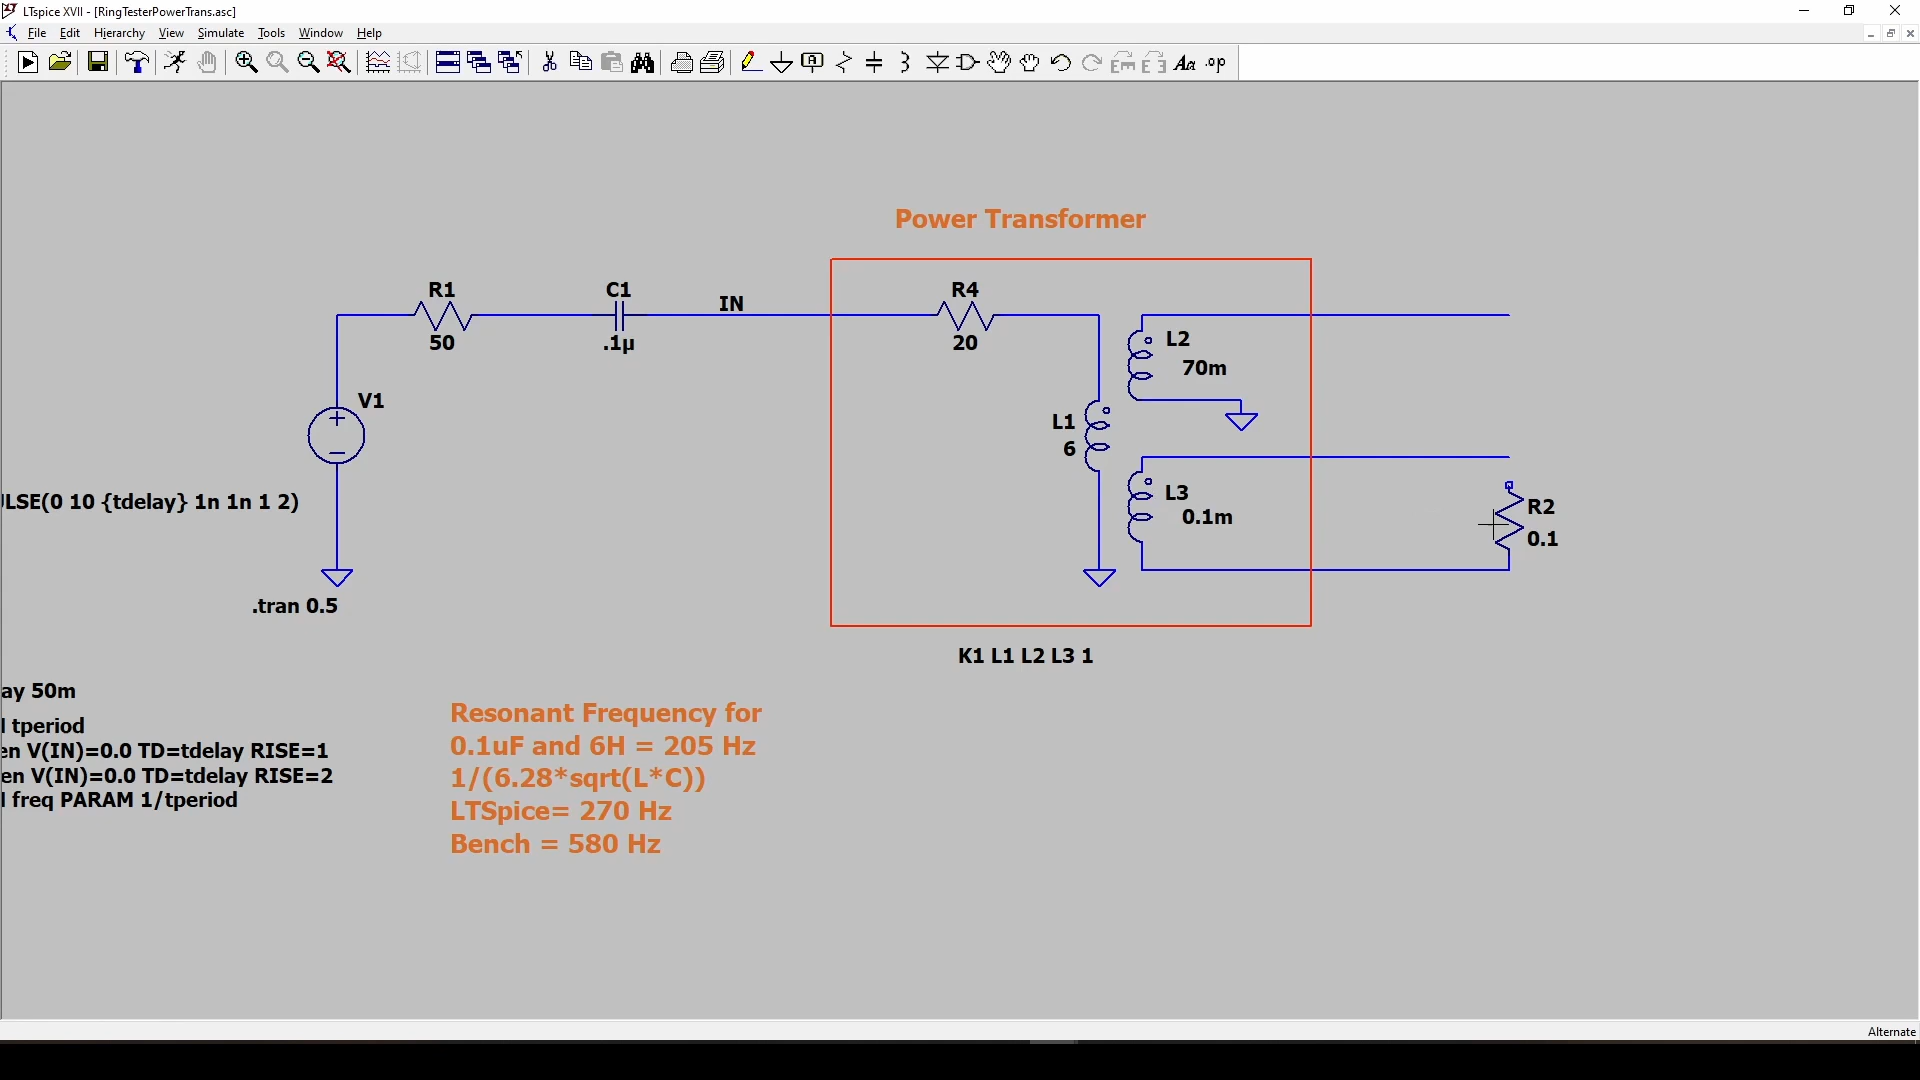 LTspice XVII - [RingTesterPowerTrans.asc]
File Edit Hierarchy View Simulate Tools Window Help
Power Transformer
R1
50
C1
.1µ
IN
R4
20
L2
70m
V1
L1
6
L3
0.1m
R2
0.1
LSE(0 10 {tdelay} 1n 1n 1 2)
.tran 0.5
K1 L1 L2 L3 1
ay 50m
tperiod
en V(IN)=0.0 TD=tdelay RISE=1
en V(IN)=0.0 TD=tdelay RISE=2
freq PARAM 1/tperiod
Resonant Frequency for
0.1uF and 6H = 205 Hz
1/(6.28*sqrt(L*C))
LTSpice= 270 Hz
Bench = 580 Hz
Alternate